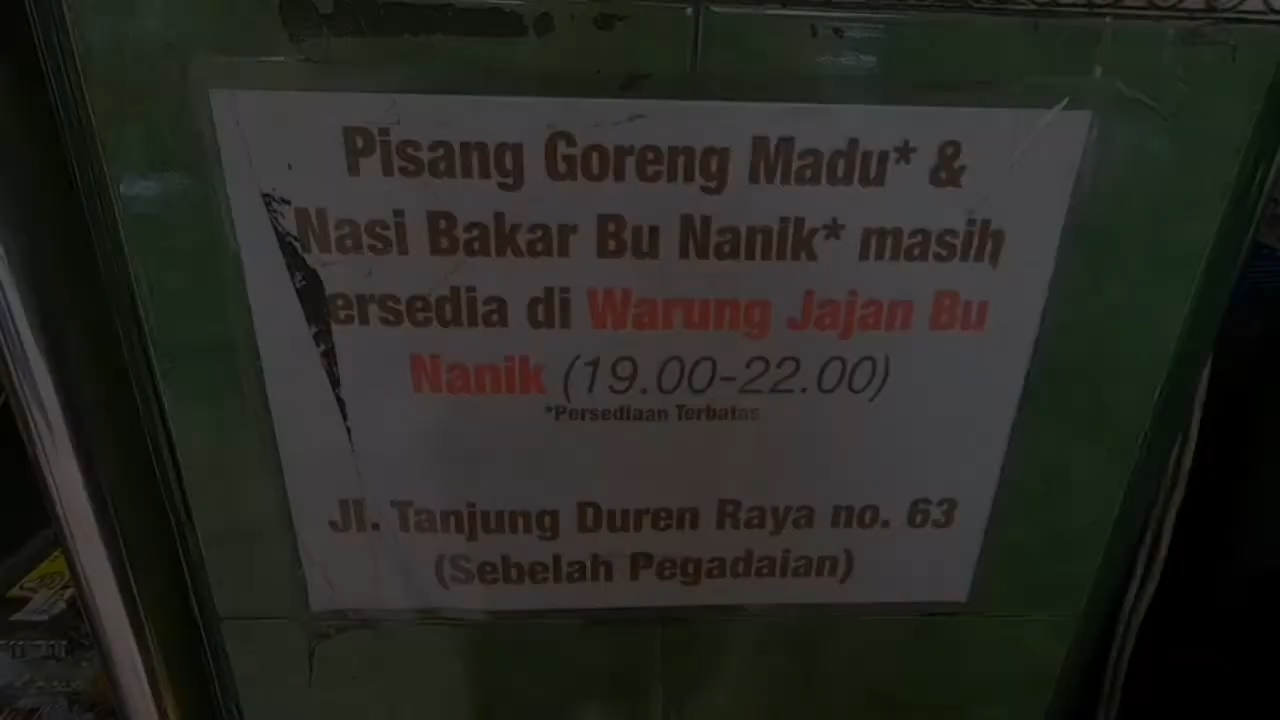 Pisang Goreng Madu* &
Nasi Bakar Bu Nanik* masih
ersedia di Warung Jajan Bu
Nanik (19.00-22.00)
*Persediaan Terbatas
Jl. Tanjung Duren Raya no. 63
(Sebelah Pegadaian)